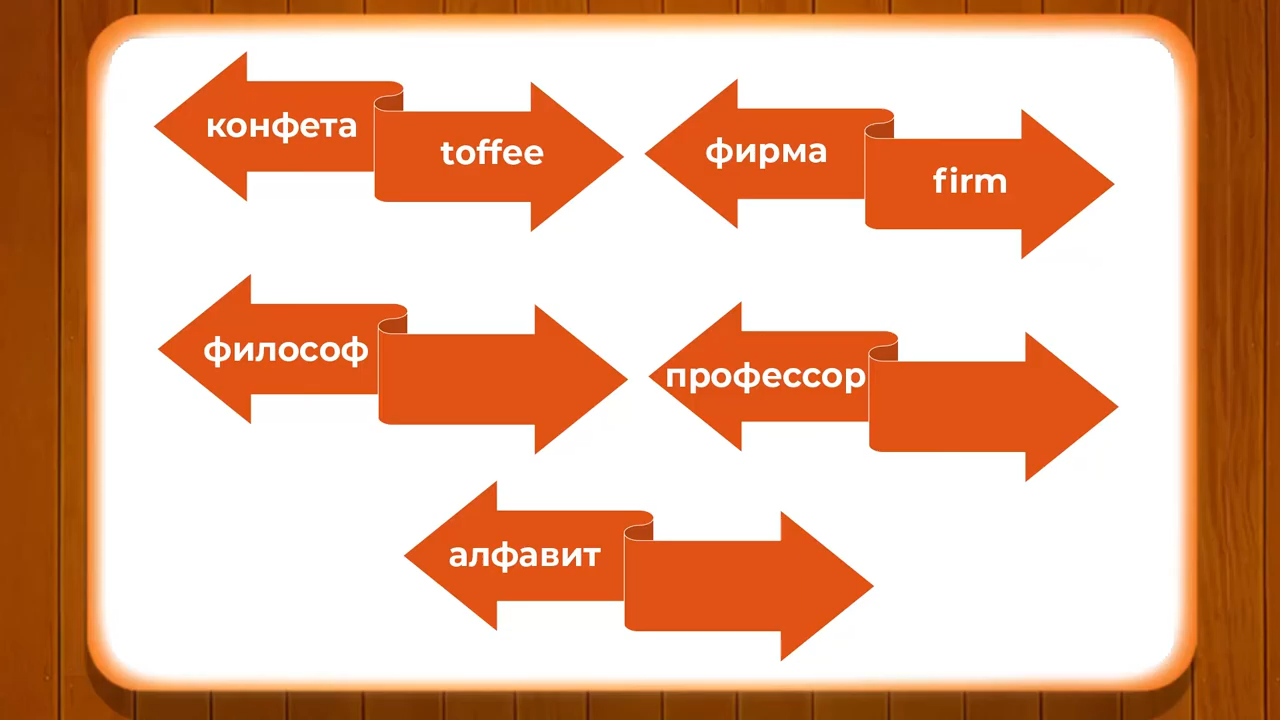 конфета
toffee
фирма
firm
философ
профессор
алфавит